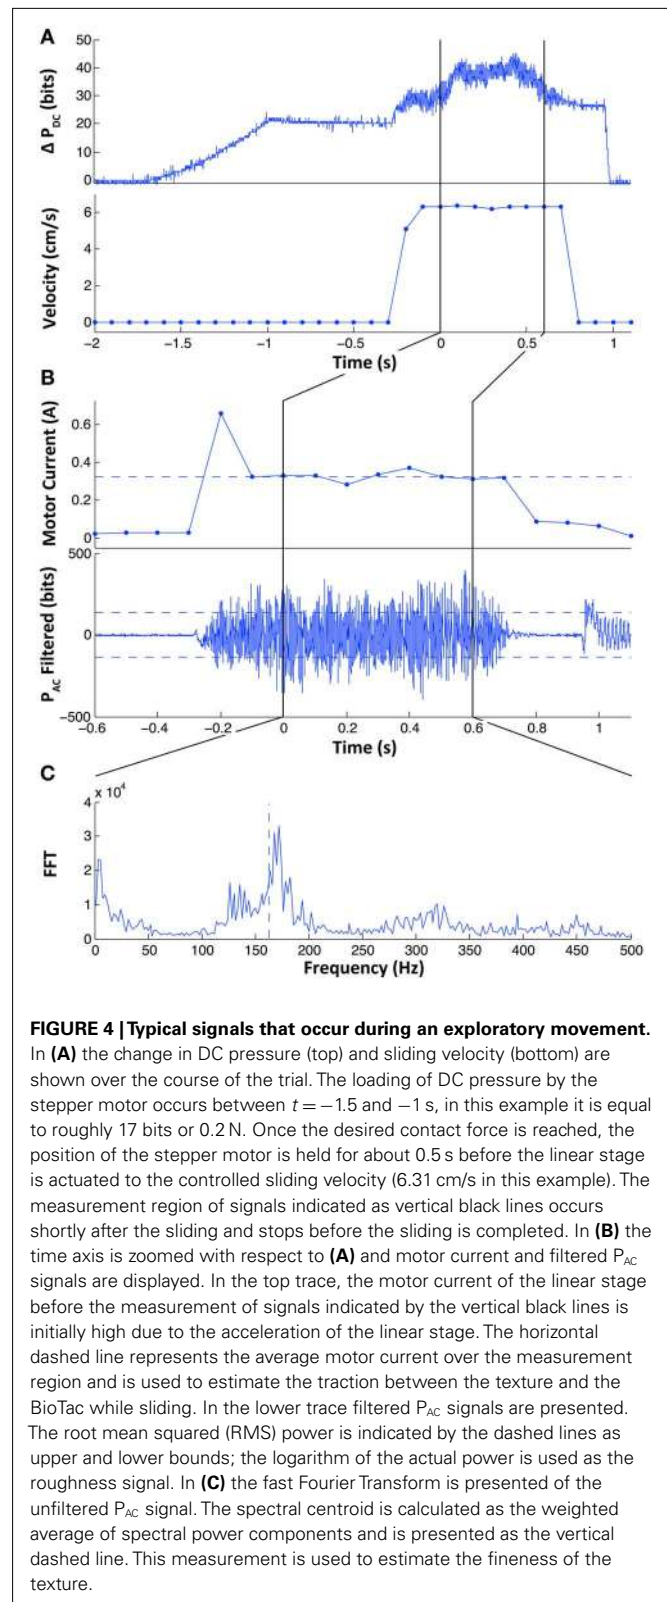 A
50
40
30
20
10
0
Δ P_DC (bits)
6
4
2
0
Velocity (cm/s)
−2 −1.5 −1 −0.5 0 0.5 1
Time (s)
B
0.6
0.4
0.2
0
Motor Current (A)
500
0
−500
P_AC Filtered (bits)
−0.6 −0.4 −0.2 0 0.2 0.4 0.6 0.8 1
Time (s)
C
x 10^4
4
3
2
1
0
FFT
0 50 100 150 200 250 300 350 400 450 500
Frequency (Hz)
FIGURE 4 | Typical signals that occur during an exploratory movement.
In (A) the change in DC pressure (top) and sliding velocity (bottom) are
shown over the course of the trial. The loading of DC pressure by the
stepper motor occurs between t = −1.5 and −1 s, in this example it is equal
to roughly 17 bits or 0.2 N. Once the desired contact force is reached, the
position of the stepper motor is held for about 0.5 s before the linear stage
is actuated to the controlled sliding velocity (6.31 cm/s in this example). The
measurement region of signals indicated as vertical black lines occurs
shortly after the sliding and stops before the sliding is completed. In (B) the
time axis is zoomed with respect to (A) and motor current and filtered P_AC
signals are displayed. In the top trace, the motor current of the linear stage
before the measurement of signals indicated by the vertical black lines is
initially high due to the acceleration of the linear stage. The horizontal
dashed line represents the average motor current over the measurement
region and is used to estimate the traction between the texture and the
BioTac while sliding. In the lower trace filtered P_AC signals are presented.
The root mean squared (RMS) power is indicated by the dashed lines as
upper and lower bounds; the logarithm of the actual power is used as the
roughness signal. In (C) the fast Fourier Transform is presented of the
unfiltered P_AC signal. The spectral centroid is calculated as the weighted
average of spectral power components and is presented as the vertical
dashed line. This measurement is used to estimate the fineness of the
texture.